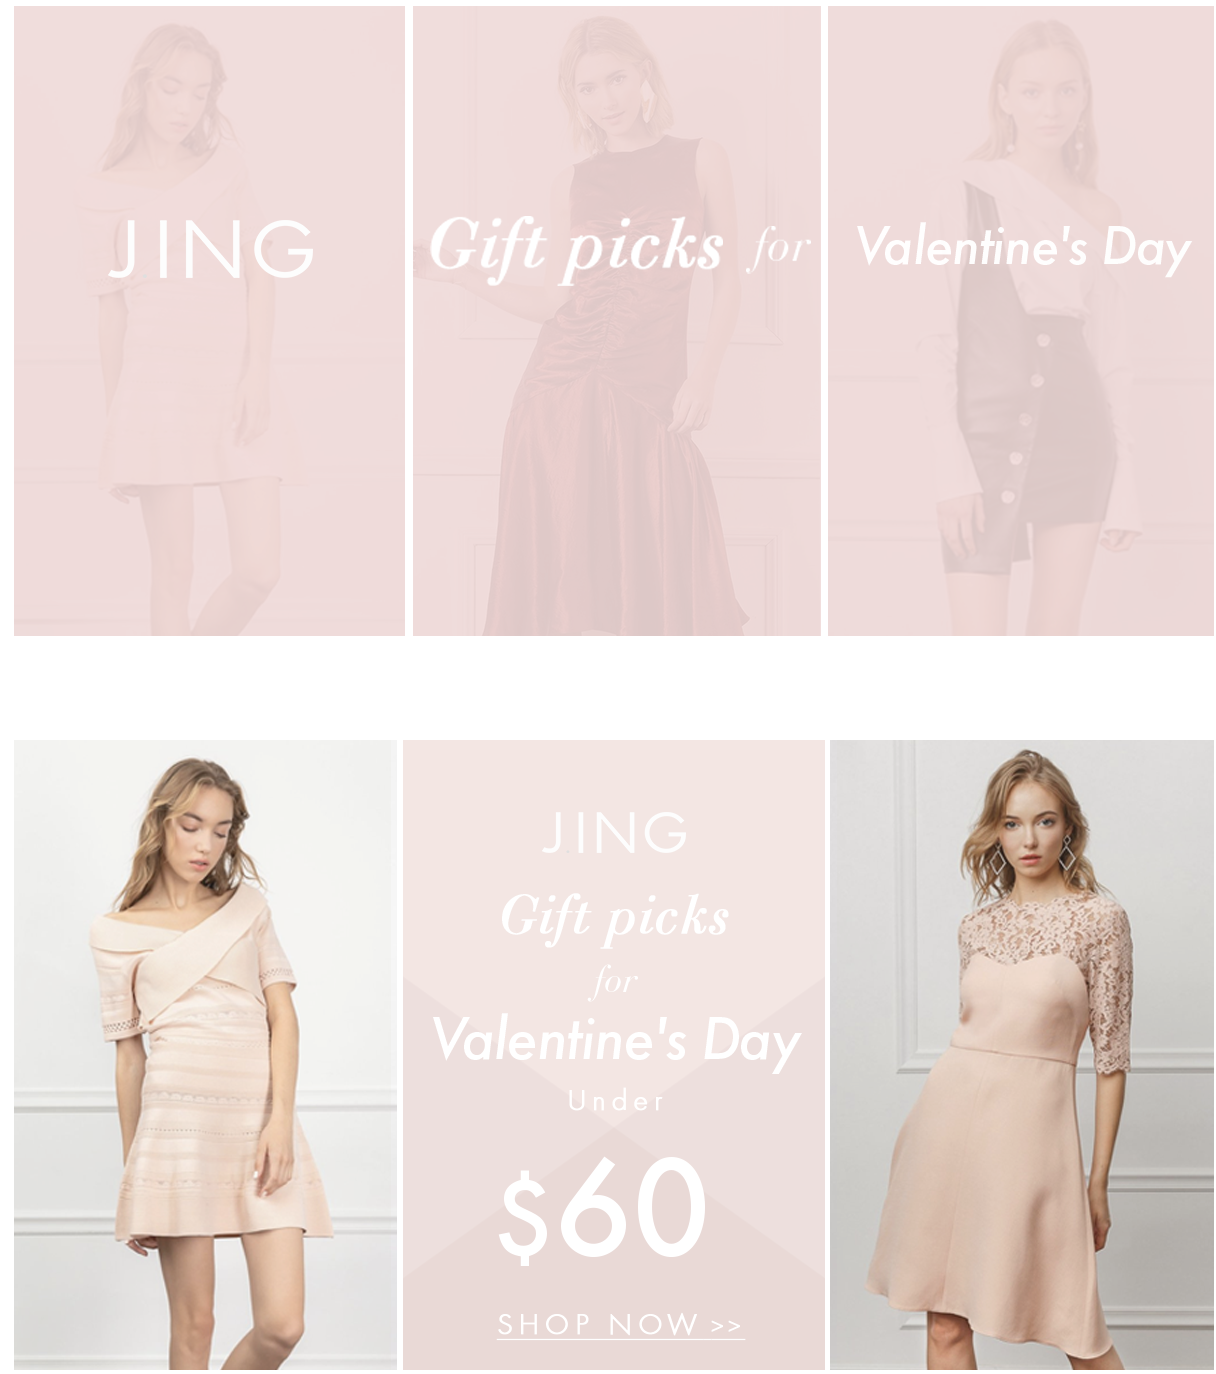 JING
Gift picks for
Valentine's Day
JING
Gift picks
for
Valentine's Day
Under
$60
SHOP NOW >>